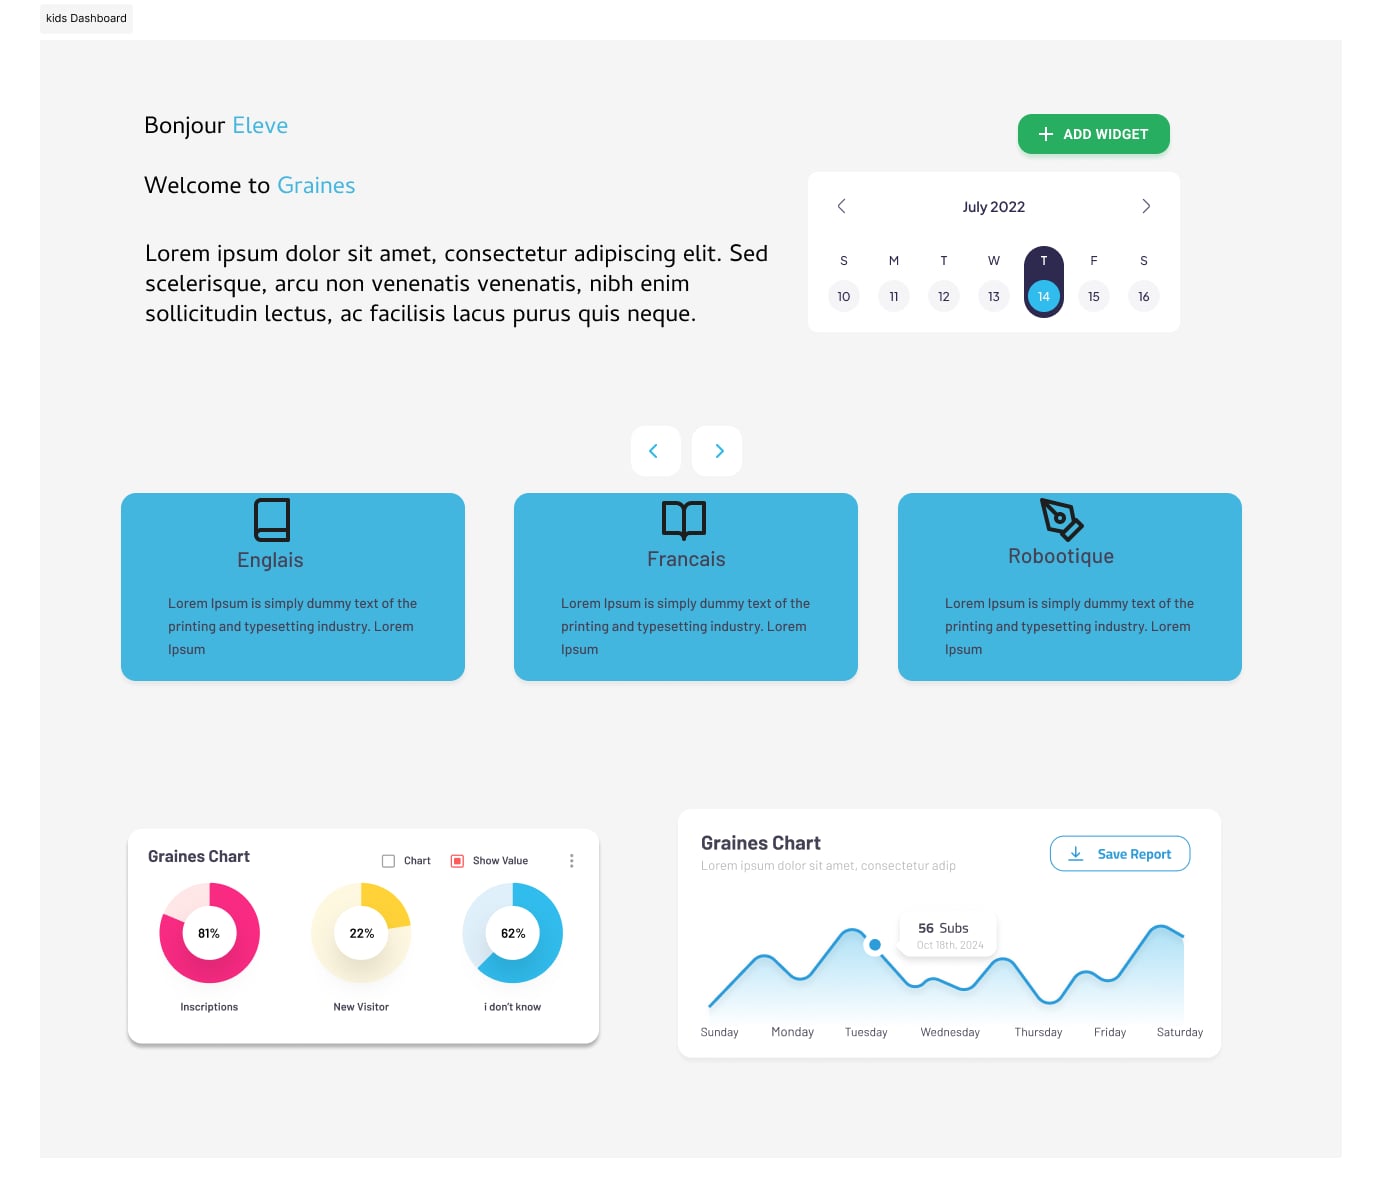 kids Dashboard
Bonjour Eleve
ADD WIDGET
Welcome to Graines
July 2022
Lorem ipsum dolor sit amet, consectetur adipiscing elit. Sed
scelerisque, arcu non venenatis venenatis, nibh enim
sollicitudin lectus, ac facilisis lacus purus quis neque.
S M T W T F S
10 11 12 13 14 15 16
Englais
Lorem Ipsum is simply dummy text of the
printing and typesetting industry. Lorem
Ipsum
Francais
Lorem Ipsum is simply dummy text of the
printing and typesetting industry. Lorem
Ipsum
Robootique
Lorem Ipsum is simply dummy text of the
printing and typesetting industry. Lorem
Ipsum
Graines Chart
Chart Show Value
81% 22% 62%
Inscriptions New Visitor i don't know
Graines Chart
Lorem ipsum dolor sit amet, consectetur adip
Save Report
56 Subs
Oct 18th, 2024
Sunday Monday Tuesday Wednesday Thursday Friday Saturday